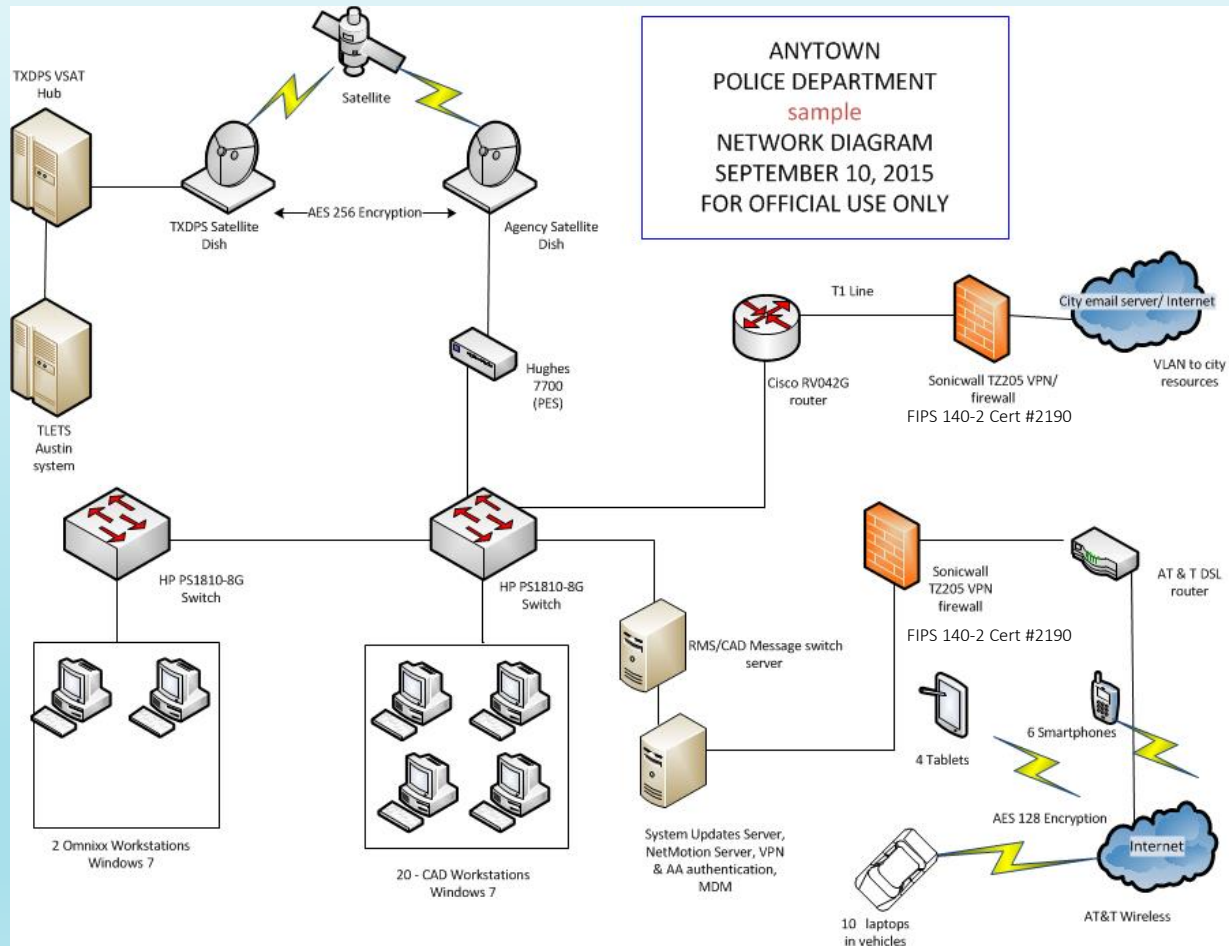 ANYTOWN
POLICE DEPARTMENT
sample
NETWORK DIAGRAM
SEPTEMBER 10, 2015
FOR OFFICIAL USE ONLY
TXDPS VSAT
Hub
Satellite
TXDPS Satellite
Dish
AES 256 Encryption
Agency Satellite
Dish
TLETS
Austin
system
Hughes
7700
(PES)
T1 Line
Cisco RV042G
router
Sonicwall TZ205 VPN/
firewall
FIPS 140-2 Cert #2190
City email server/ Internet
VLAN to city
resources
HP PS1810-8G
Switch
HP PS1810-8G
Switch
RMS/CAD Message switch
server
Sonicwall
TZ205 VPN
firewall
FIPS 140-2 Cert #2190
AT & T DSL
router
4 Tablets
6 Smartphones
2 Omnixx Workstations
Windows 7
20 - CAD Workstations
Windows 7
System Updates Server,
NetMotion Server, VPN
& AA authentication,
MDM
AES 128 Encryption
Internet
AT&T Wireless
10 laptops
in vehicles